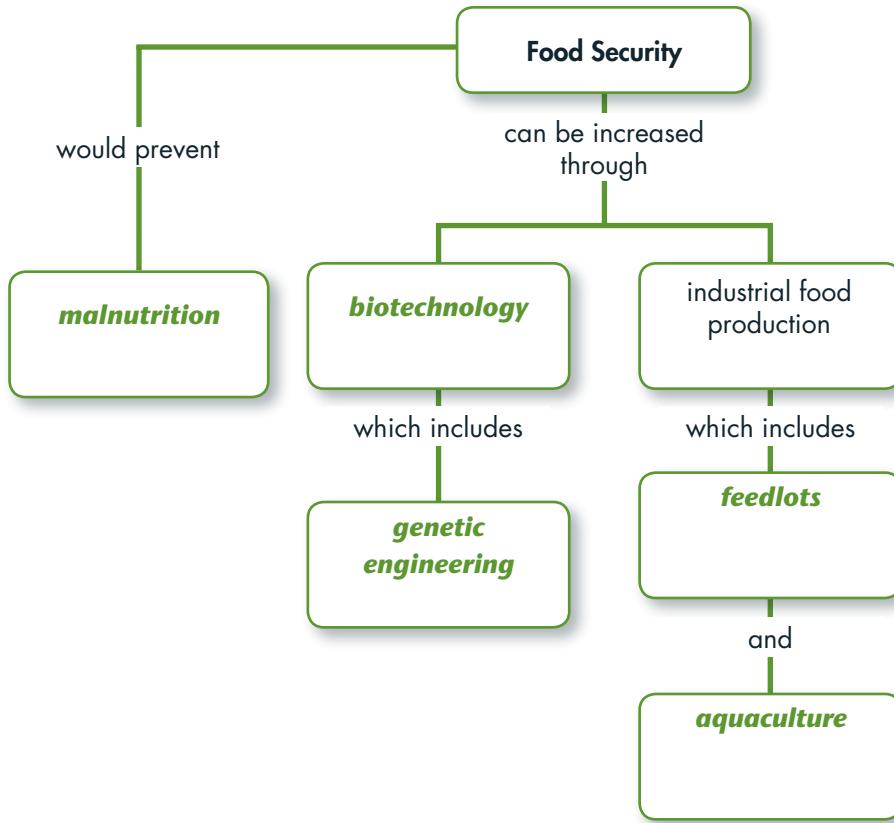 Food Security
would prevent
can be increased
through
malnutrition
biotechnology
industrial food
production
which includes
which includes
genetic
engineering
feedlots
and
aquaculture